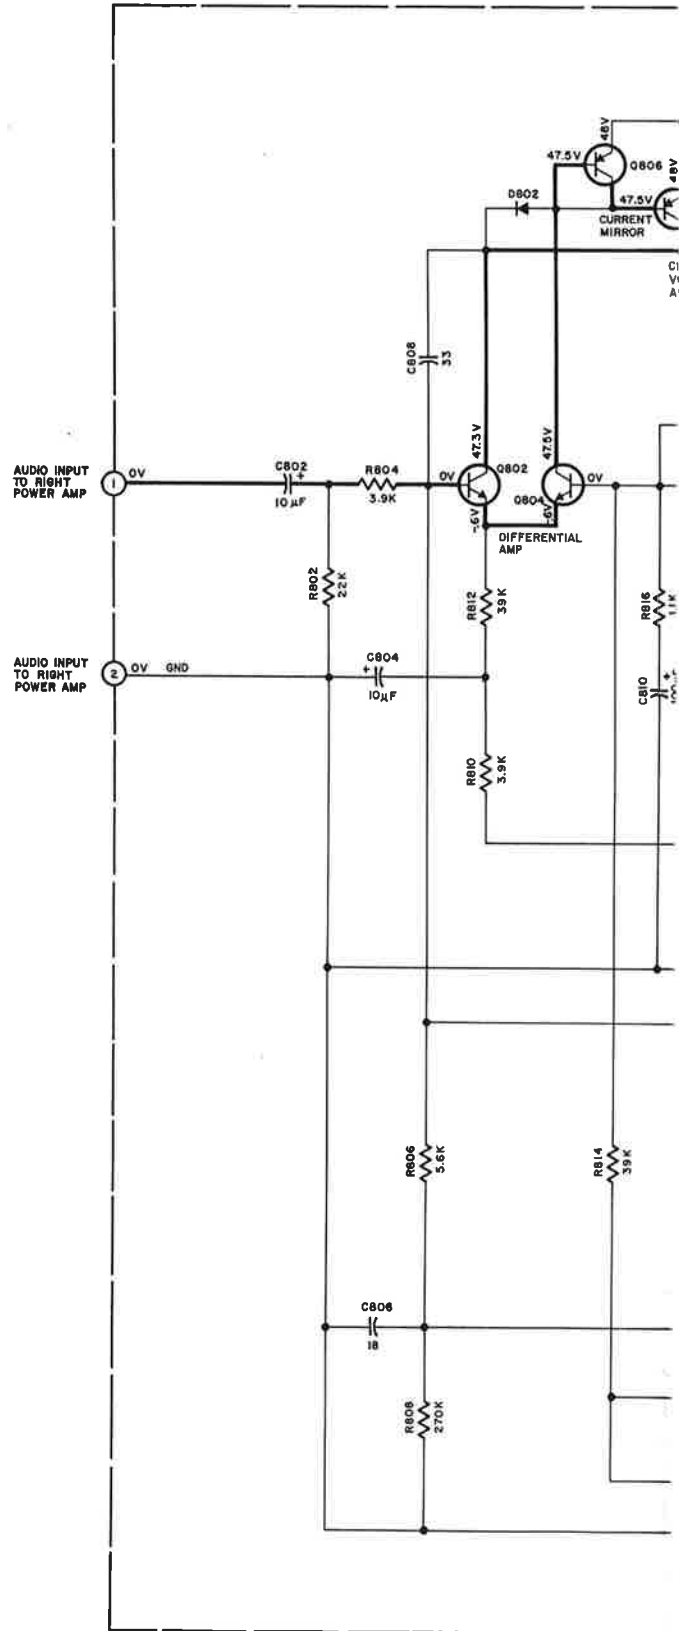 48V
47.5V
Q806
48V
D802
47.5V
CURRENT
MIRROR
C808
33
47.3V
47.5V
AUDIO INPUT
TO RIGHT
POWER AMP
1
0V
C802
+
10µF
R804
3.9K
0V
Q802
Q804
0V
-.6V
-.6V
DIFFERENTIAL
AMP
R802
22K
R812
39K
R816
1.1K
AUDIO INPUT
TO RIGHT
POWER AMP
2
0V
GND
C804
+
10µF
C810
+
R810
3.9K
R806
5.6K
R814
39K
C806
18
R808
270K